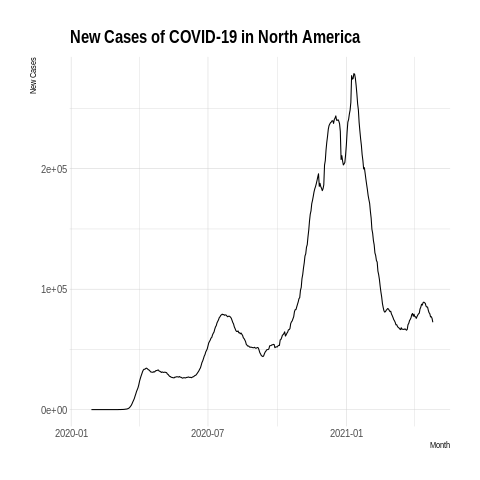 New Cases of COVID-19 in North America
New Cases
2e+05
1e+05
0e+00
2020-01 2020-07 2021-01
Month